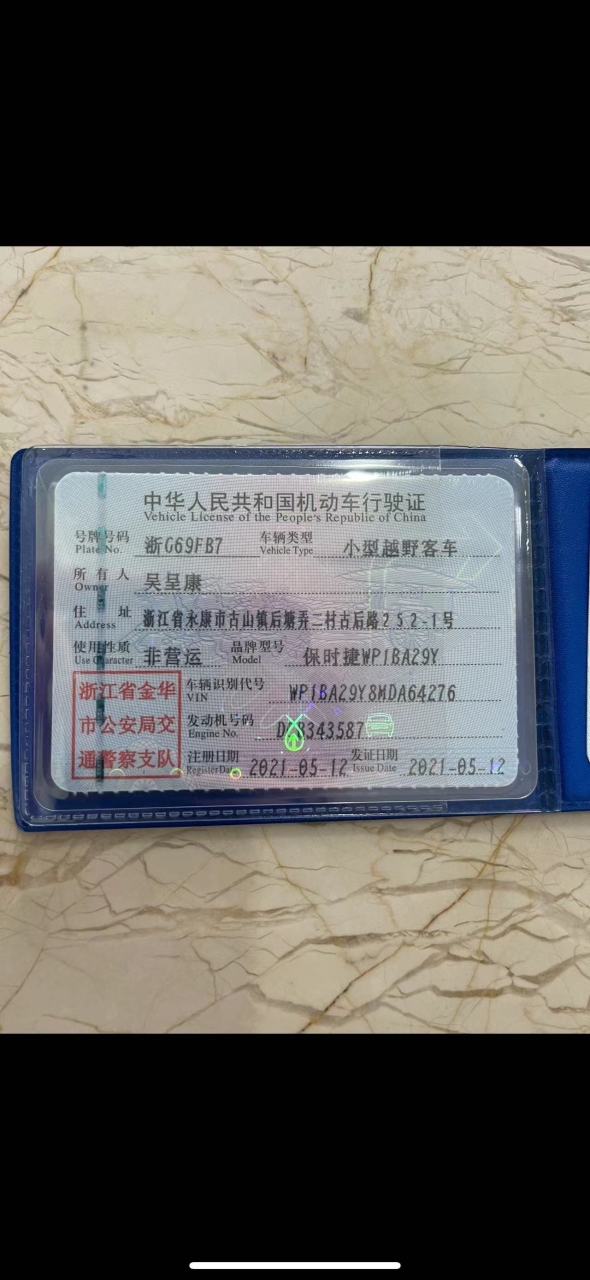 中华人民共和国机动车行驶证
Vehicle License of the People's Republic of China
号牌号码 浙G69FB7 车辆类型 小型越野客车
Plate No. Vehicle Type
所有人 吴呈康
Owner
住址 浙江省永康市古山镇后塘弄二村古后路252-1号
Address
使用性质 非营运 品牌型号 保时捷WP1BA29Y
Use Character Model
浙江省金华
市公安局交
通警察支队
车辆识别代号 WP1BA29Y8MDA64276
VIN
发动机号码 8343587
Engine No.
注册日期 2021-05-12 发证日期 2021-05-12
Register Date Issue Date